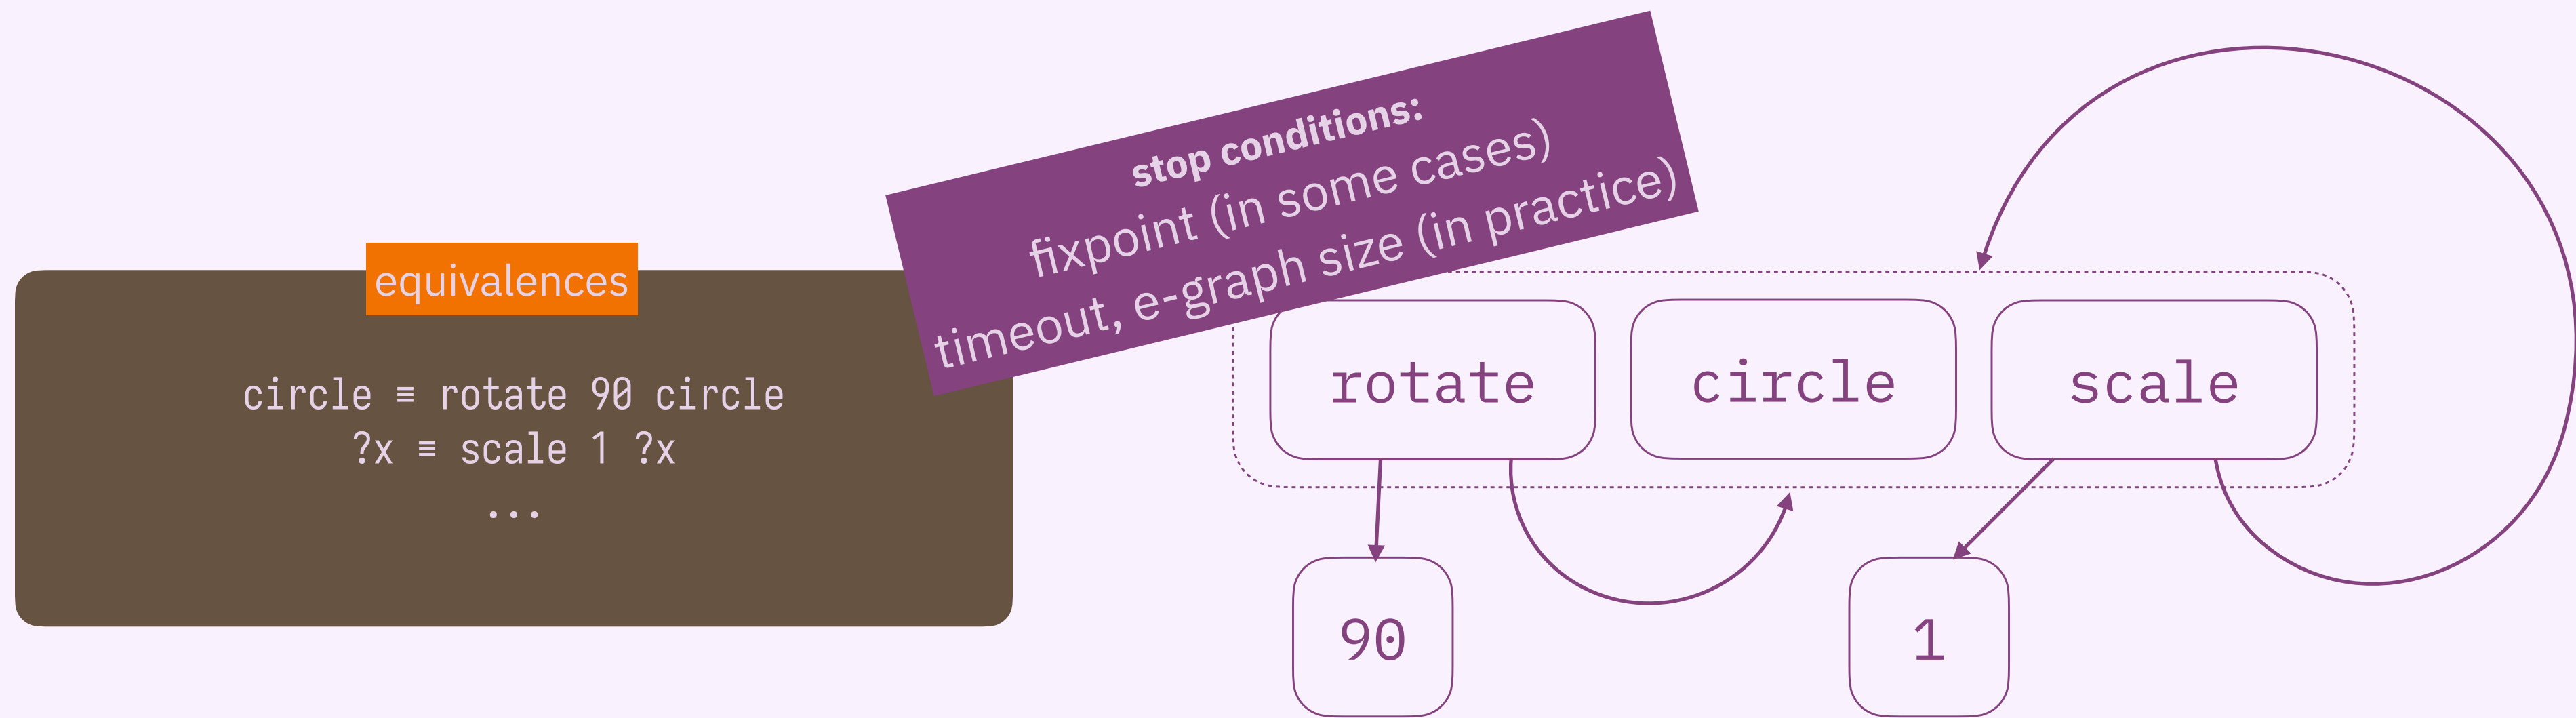 stop conditions:
fixpoint (in some cases)
timeout, e-graph size (in practice)
equivalences
circle ≡ rotate 90 circle
?x ≡ scale 1 ?x
...
rotate
circle
scale
90
1